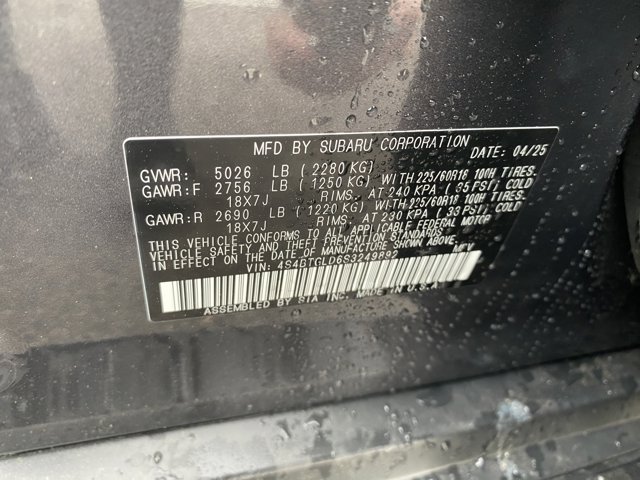 MFD BY SUBARU CORPORATION DATE: 04/25
GVWR: 5026 LB ( 2280 KG)
GAWR:F 2756 LB ( 1250 KG) WITH 225/60R18 100H TIRES.
18X7J RIMS. AT 240 KPA ( 35 PSI) COLD
GAWR:R 2690 LB ( 1220 KG) WITH 225/60R18 100H TIRES.
18X7J RIMS. AT 230 KPA ( 33 PSI) COLD
THIS VEHICLE CONFORMS TO ALL APPLICABLE FEDERAL MOTOR
VEHICLE SAFETY AND THEFT PREVENTION STANDARDS
IN EFFECT ON THE DATE OF MANUFACTURE SHOWN ABOVE.
VIN: 4S4BTGLD6S3249892 MPV
ASSEMBLED BY SIA INC. MADE IN U.S.A.